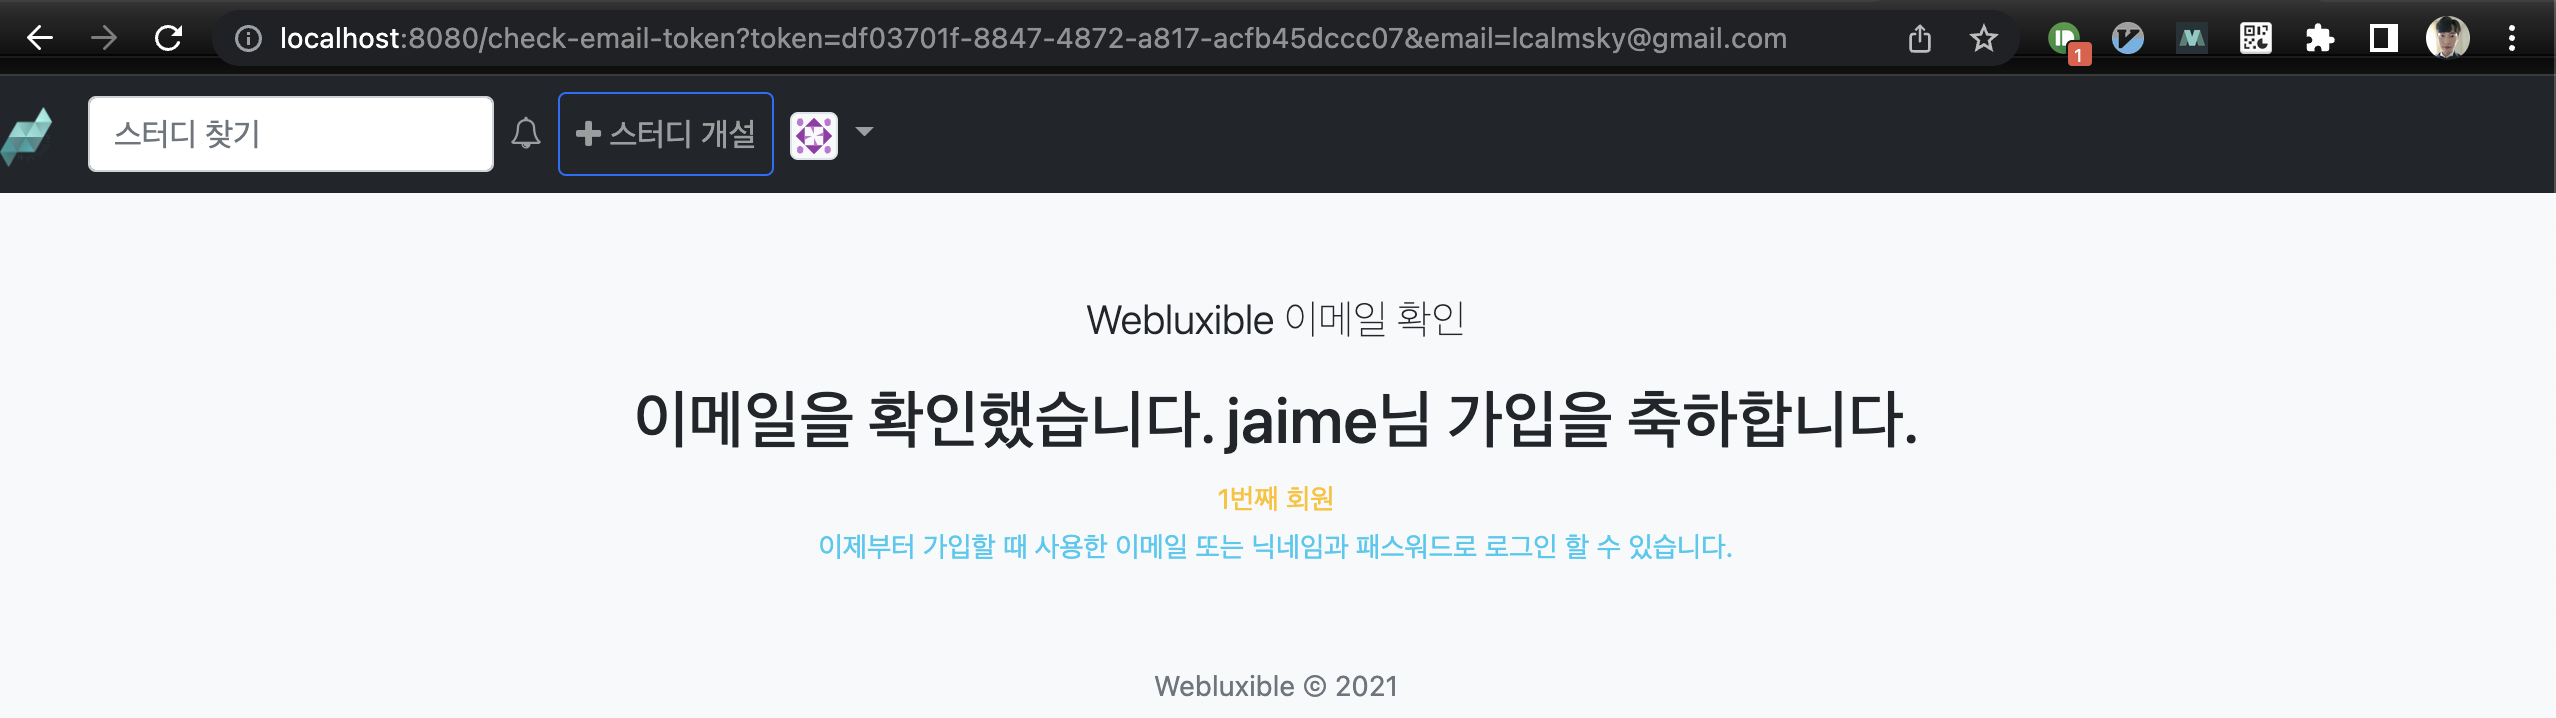 localhost:8080/check-email-token?token=df03701f-8847-4872-a817-acfb45dccc07&email=lcalmsky@gmail.com
1
스터디 찾기
스터디 개설
Webluxible 이메일 확인
이메일을 확인했습니다. jaime님 가입을 축하합니다.
1번째 회원
이제부터 가입할 때 사용한 이메일 또는 닉네임과 패스워드로 로그인 할 수 있습니다.
Webluxible © 2021